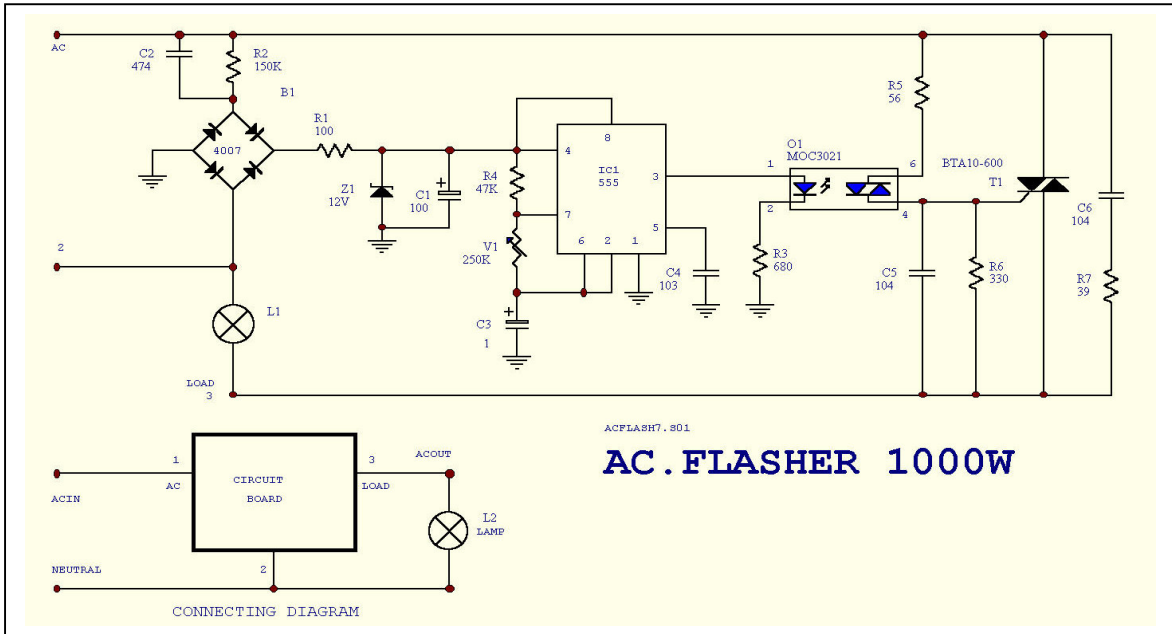 AC
C2
474
R2
150K
B1
4007
R1
100
Z1
12V
C1
100
R4
47K
V1
250K
C3
1
8
4
7
IC1
555
3
5
6 2 1
C4
103
O1
MOC3021
1
2
6
4
R3
680
R5
56
BTA10-600
T1
C5
104
R6
330
C6
104
R7
39
2
L1
LOAD
3
ACFLASH7.S01
AC.FLASHER 1000W
1
AC
ACIN
CIRCUIT
BOARD
3
LOAD
ACOUT
L2
LAMP
2
NEUTRAL
CONNECTING DIAGRAM